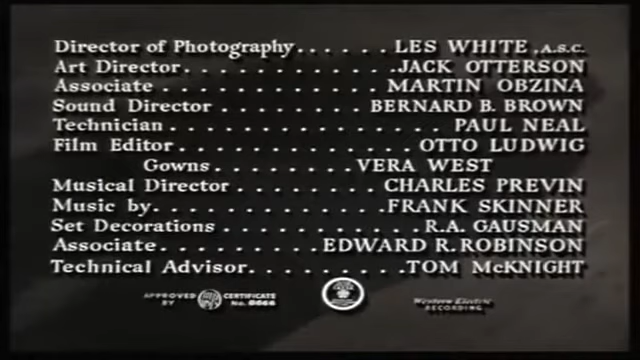 Director of Photography...... LES WHITE, A.S.C.
Art Director.............JACK OTTERSON
Associate ............ MARTIN OBZINA
Sound Director ........ BERNARD B. BROWN
Technician ............... PAUL NEAL
Film Editor ............. OTTO LUDWIG
Gowns........VERA WEST
Musical Director ........ CHARLES PREVIN
Music by.............FRANK SKINNER
Set Decorations ........... R.A. GAUSMAN
Associate.........EDWARD R. ROBINSON
Technical Advisor.........TOM McKNIGHT
APPROVED BY CERTIFICATE No.
Western Electric
RECORDING